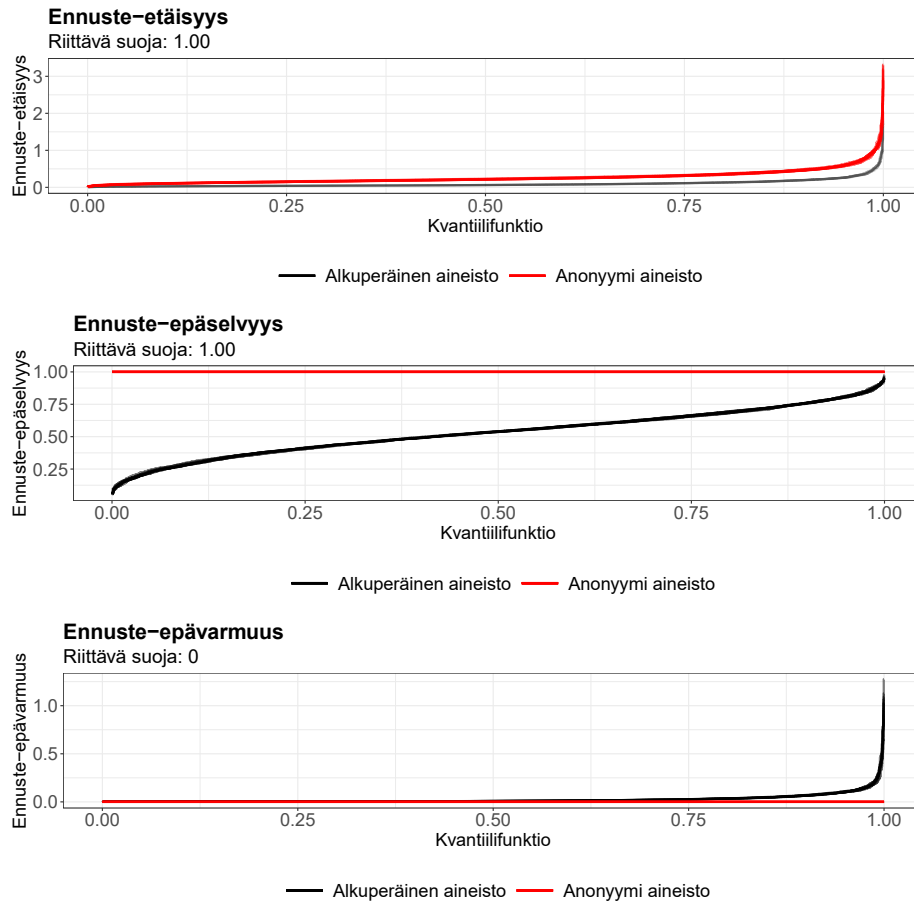 Ennuste−etäisyys
Riittävä suoja: 1.00
Ennuste−etäisyys
3
2
1
0
0.00 0.25 0.50 0.75 1.00
Kvantiilifunktio
Alkuperäinen aineisto Anonyymi aineisto
Ennuste−epäselvyys
Riittävä suoja: 1.00
Ennuste−epäselvyys
1.00
0.75
0.50
0.25
0.00 0.25 0.50 0.75 1.00
Kvantiilifunktio
Alkuperäinen aineisto Anonyymi aineisto
Ennuste−epävarmuus
Riittävä suoja: 0
Ennuste−epävarmuus
1.0
0.5
0.0
0.00 0.25 0.50 0.75 1.00
Kvantiilifunktio
Alkuperäinen aineisto Anonyymi aineisto